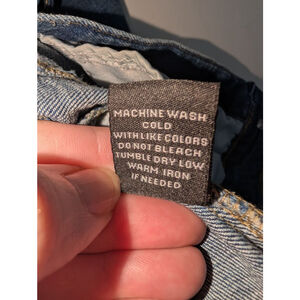 MACHINE WASH
COLD
WITH LIKE COLORS
DO NOT BLEACH
TUMBLE DRY LOW
WARM IRON
IF NEEDED